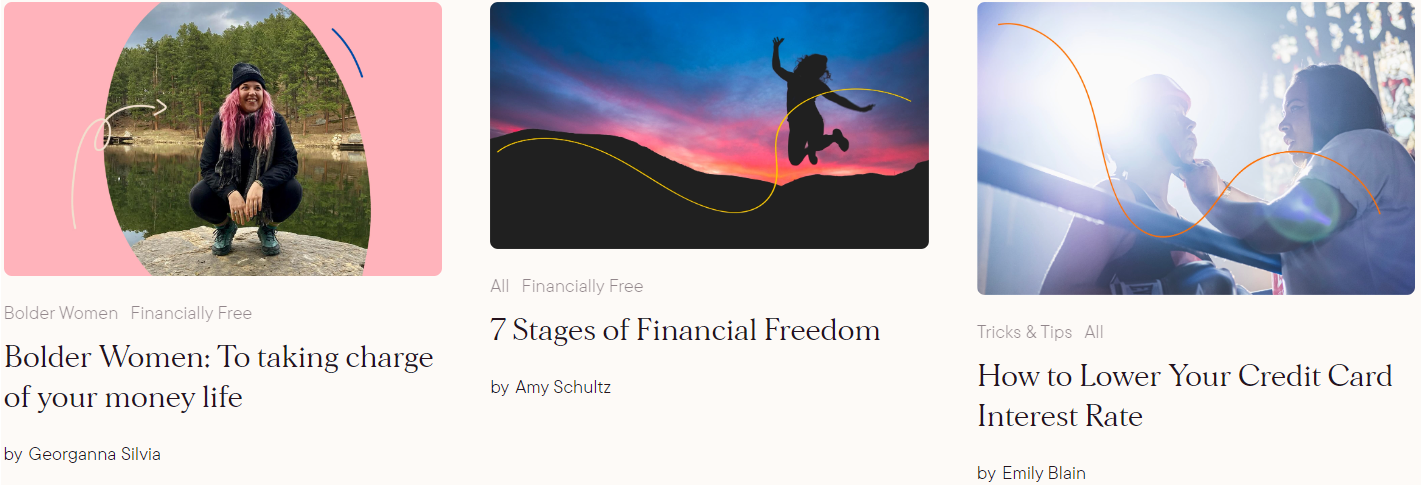 Bolder Women Financially Free
Bolder Women: To taking charge
of your money life
by Georganna Silvia
All Financially Free
7 Stages of Financial Freedom
by Amy Schultz
Tricks & Tips All
How to Lower Your Credit Card
Interest Rate
by Emily Blain